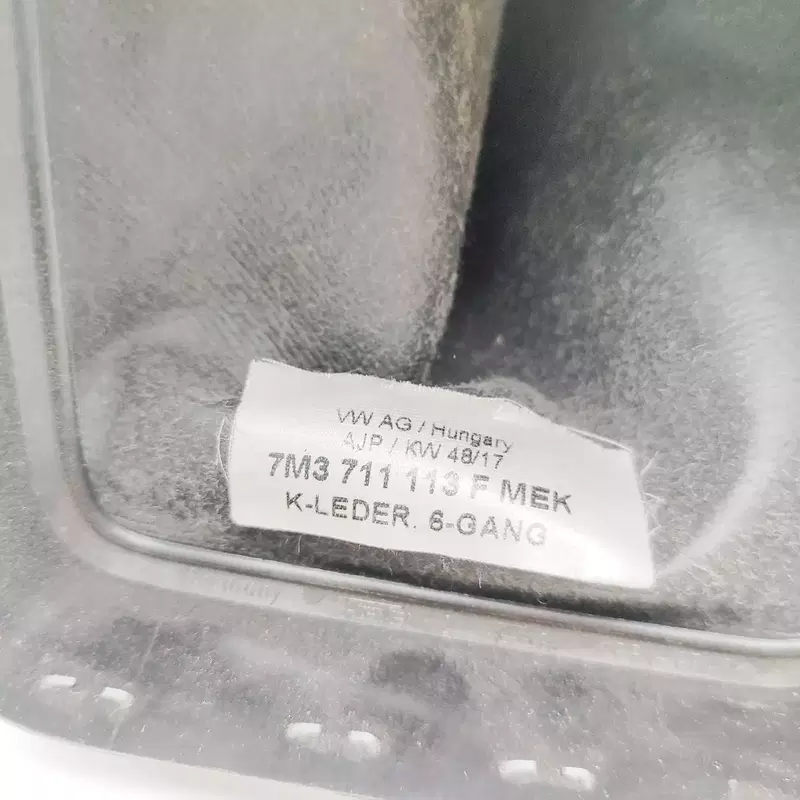 VW AG / Hungary
AJP / KW 48/17
7M3 711 113 F MEK
K-LEDER. 6-GANG